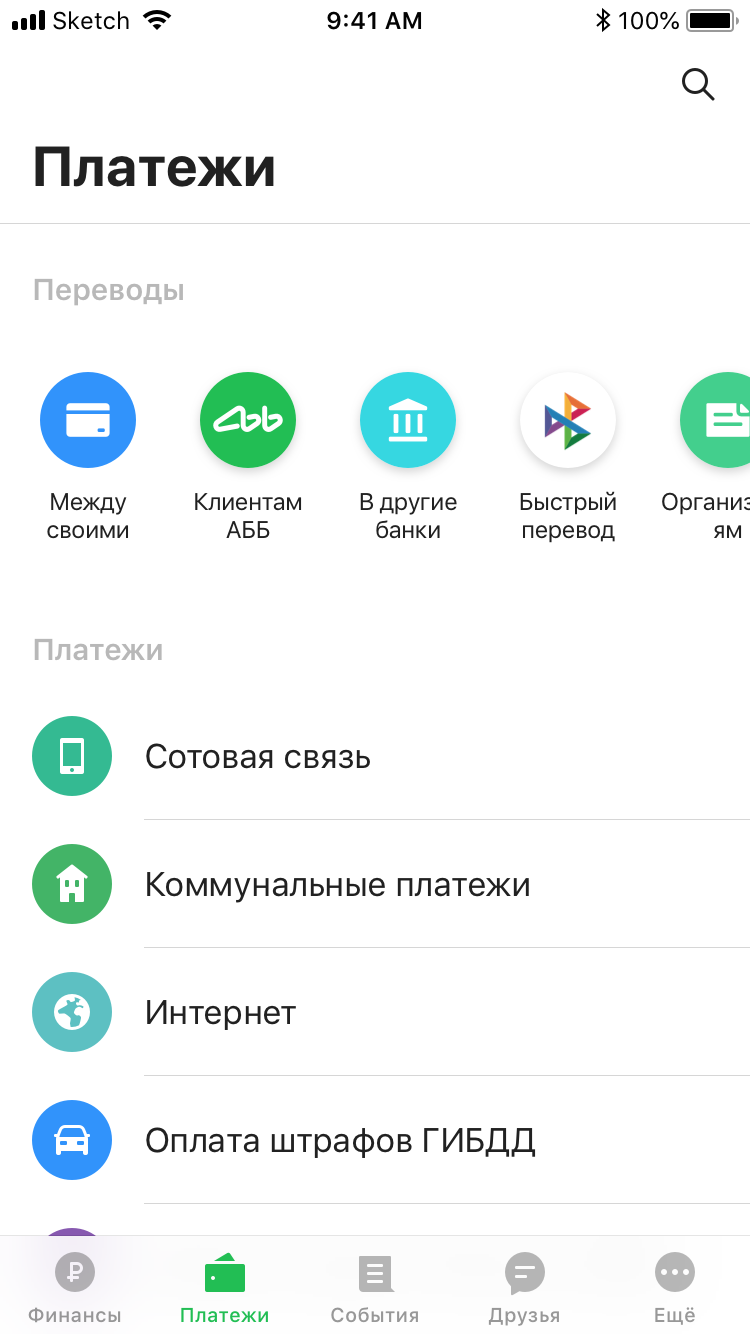 Sketch 9:41 AM 100%
Платежи
Переводы
Между Клиентам В другие Быстрый Организ
своими АББ банки перевод ям
Abb
Платежи
Сотовая связь
Коммунальные платежи
Интернет
Оплата штрафов ГИБДД
Финансы Платежи События Друзья Ещё